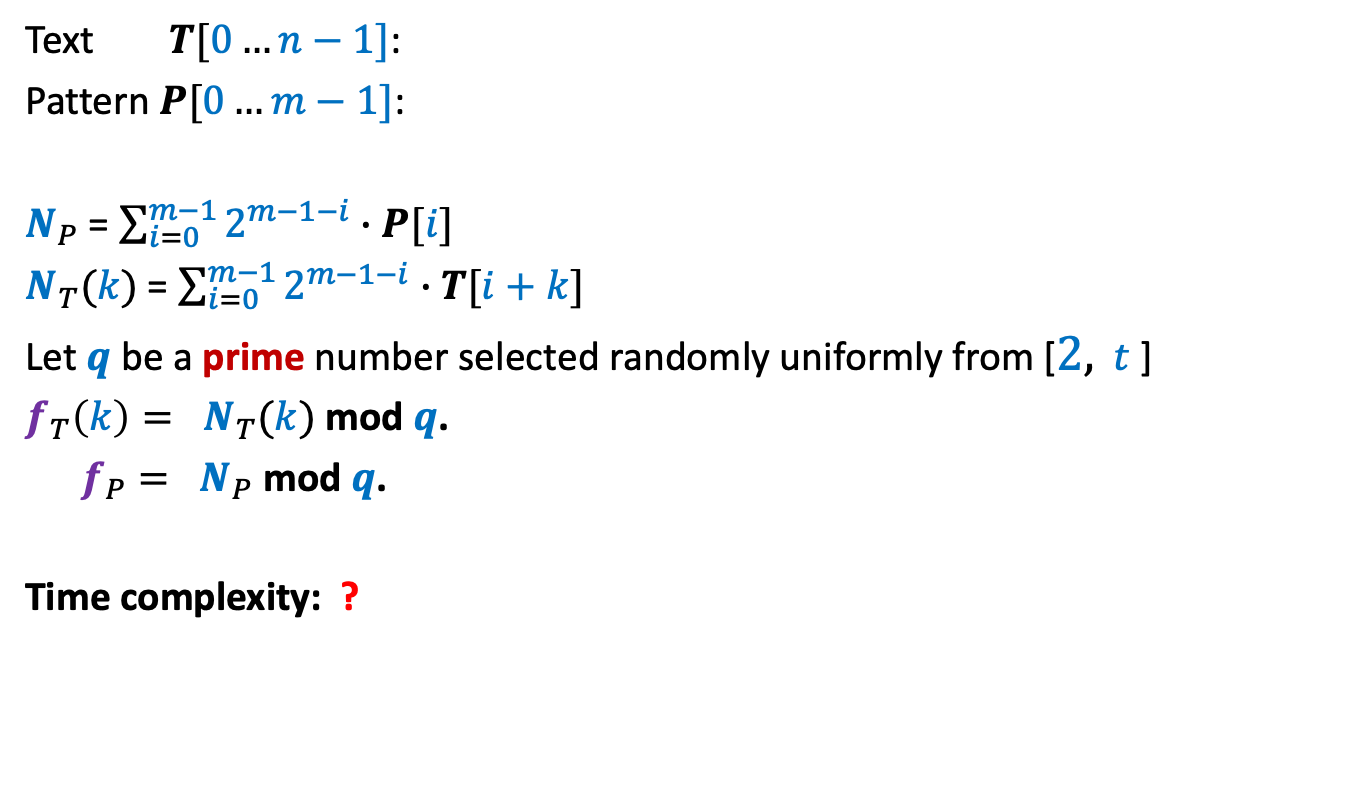 Text T[0 … n − 1]:
Pattern P[0 … m − 1]:
N_P = ∑_{i=0}^{m−1} 2^{m−1−i} · P[i]
N_T(k) = ∑_{i=0}^{m−1} 2^{m−1−i} · T[i + k]
Let q be a prime number selected randomly uniformly from [2, t ]
f_T(k) = N_T(k) mod q.
f_P = N_P mod q.
Time complexity: ?